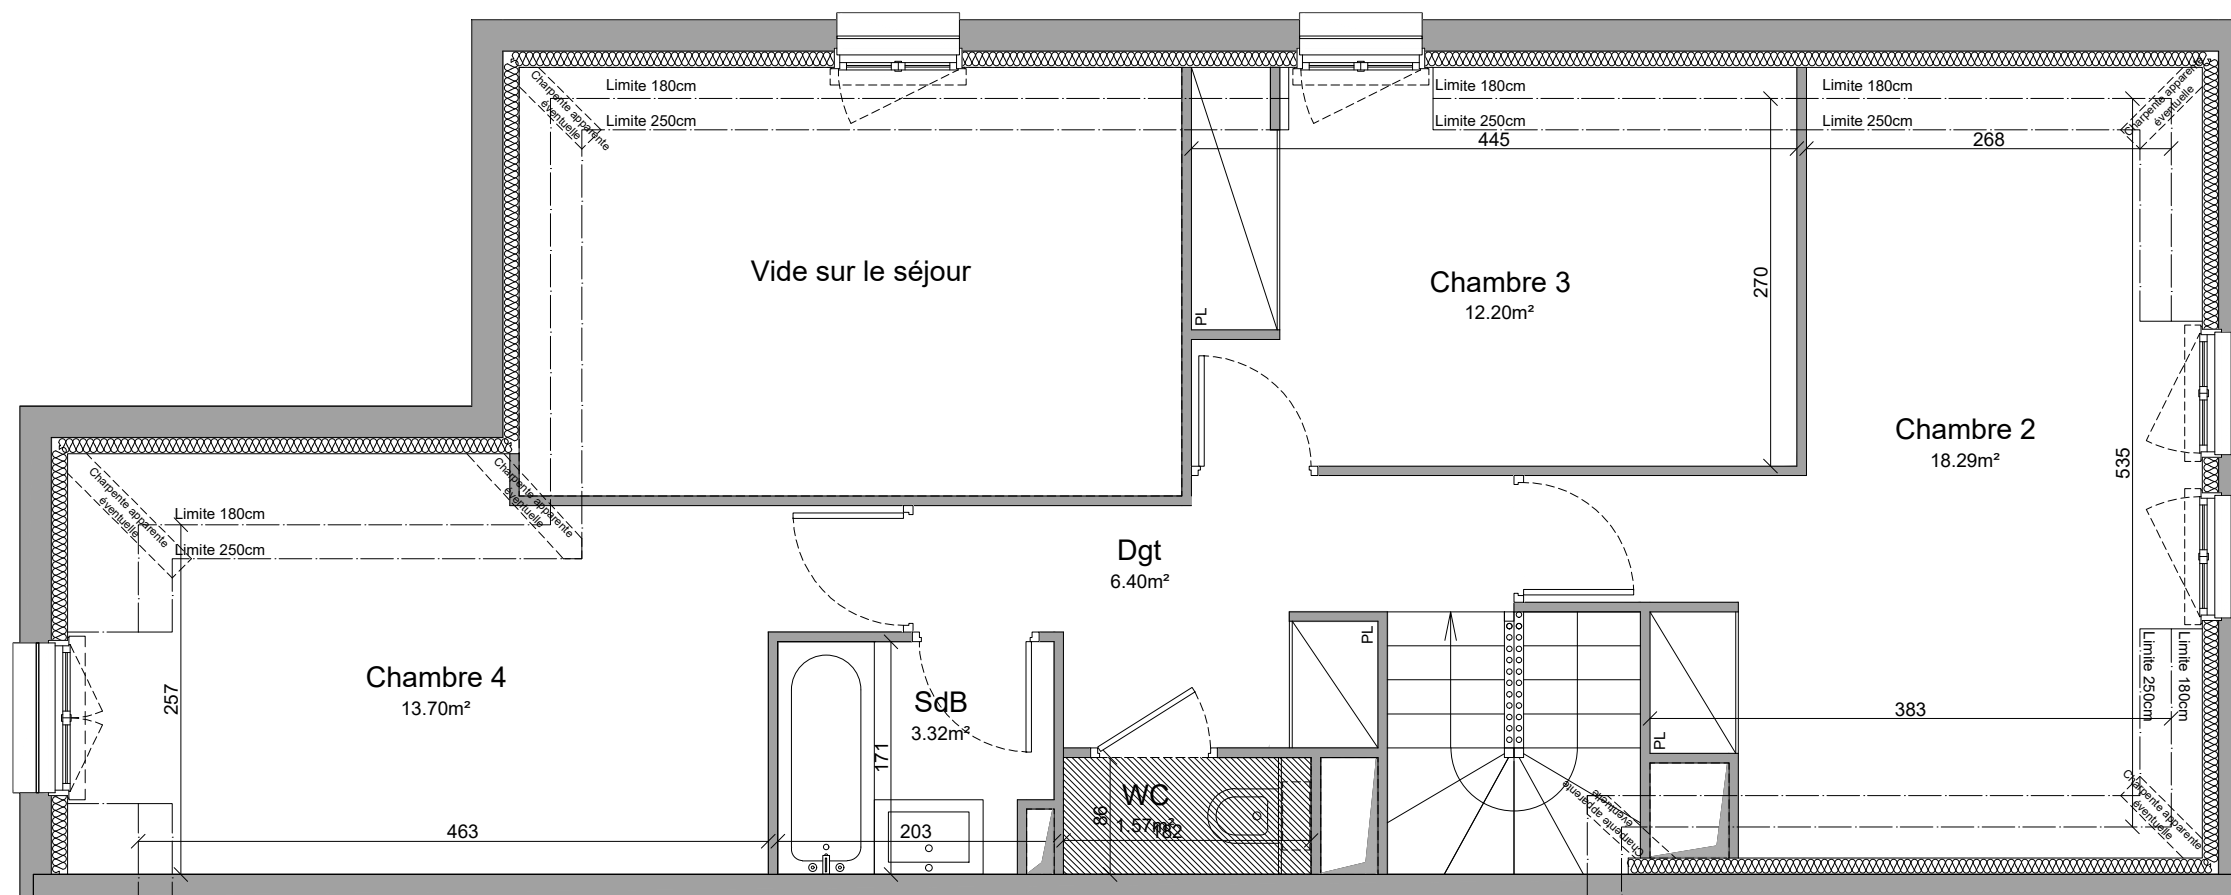 Charpente apparente
éventuelle
Limite 180cm
Limite 250cm
Limite 180cm
Limite 250cm
445
Limite 180cm
Limite 250cm
268
Charpente apparente
éventuelle
Vide sur le séjour
PL
Chambre 3
12.20m²
270
Chambre 2
18.29m²
535
Charpente apparente
éventuelle
Limite 180cm
Limite 250cm
Charpente apparente
éventuelle
Dgt
6.40m²
Chambre 4
13.70m²
257
SdB
3.32m²
171
PL
PL
383
Limite 250cm
Limite 180cm
463
203
WC
1.57m²
86
182
Charpente apparente
éventuelle
Charpente apparente
éventuelle